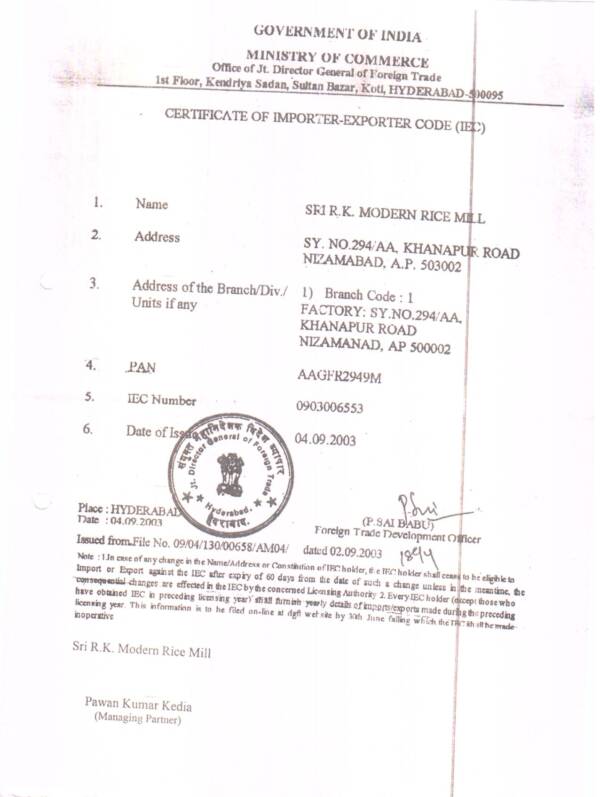 GOVERNMENT OF INDIA
MINISTRY OF COMMERCE
Office of Jt. Director General of Foreign Trade
1st Floor, Kendriya Sadan, Sultan Bazar, Koti, HYDERABAD-500095
CERTIFICATE OF IMPORTER-EXPORTER CODE (IEC)
1. Name SRI R.K. MODERN RICE MILL
2. Address SY. NO.294/AA, KHANAPUR ROAD
NIZAMABAD, A.P. 503002
3. Address of the Branch/Div./ 1) Branch Code : 1
Units if any FACTORY: SY.NO.294/AA,
KHANAPUR ROAD
NIZAMANAD, AP 500002
4. PAN AAGFR2949M
5. IEC Number 0903006553
6. Date of Issue 04.09.2003
संयुक्त महानिदेशक विदेश व्यापार
Jt. Director General of Foreign Trade
Hyderabad.
हैदराबाद.
Place : HYDERABAD
Date : 04.09.2003
(P.SAI BABU)
Foreign Trade Development Officer
Issued from File No. 09/04/130/00658/AM04/ dated 02.09.2003
Note : 1.In case of any change in the Name/Address or Constitution of IEC holder, the IEC holder shall cease to be eligible to
Import or Export against the IEC after expiry of 60 days from the date of such a change unless in the meantime, the
consequential changes are effected in the IEC by the concerned Licensing Authority 2. Every IEC holder (except those who
have obtained IEC in preceding licensing year) shall furnish yearly details of imports/exports made during the preceding
licensing year. This information is to be filed on-line at dgft website by 30th June failing which the IEC shall be made
inoperative
Sri R.K. Modern Rice Mill
Pawan Kumar Kedia
(Managing Partner)